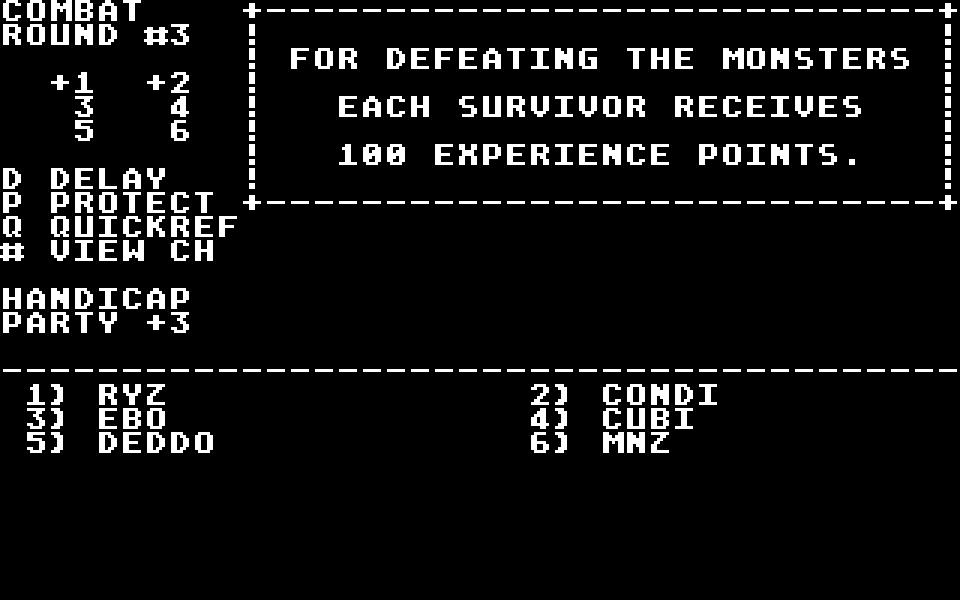 COMBAT
ROUND #3
+1 +2
3 4
5 6
D DELAY
P PROTECT
Q QUICKREF
# VIEW CH
HANDICAP
PARTY +3
FOR DEFEATING THE MONSTERS
EACH SURVIVOR RECEIVES
100 EXPERIENCE POINTS.
1) RYZ 2) CONDI
3) EBO 4) CUBI
5) DEDDO 6) MNZ